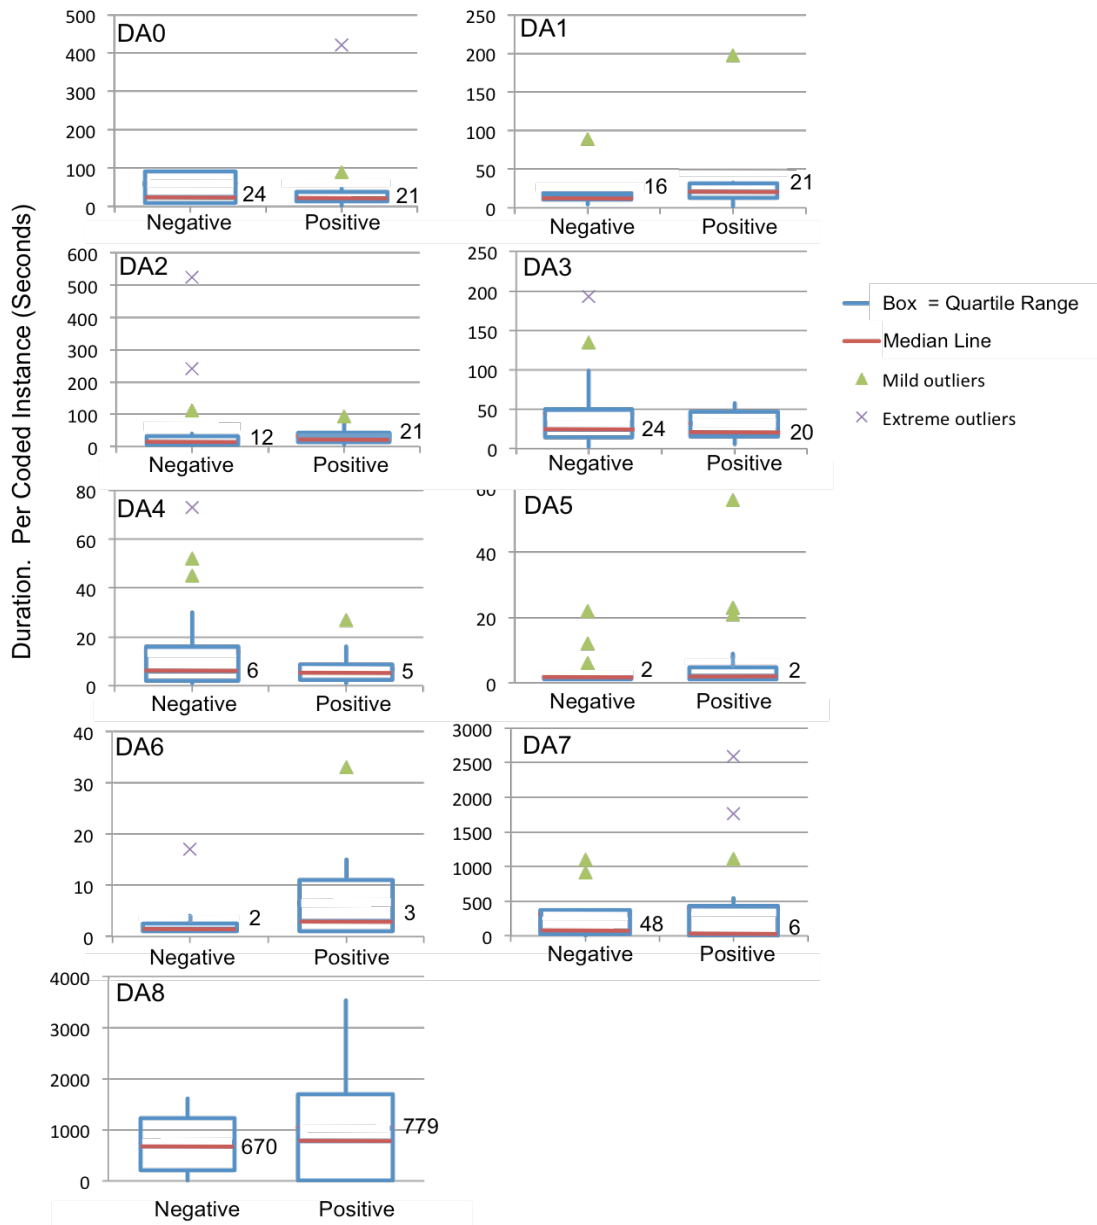 Duration. Per Coded Instance (Seconds)
DA0
500
400
300
200
100
0
24
21
Negative
Positive
DA1
250
200
150
100
50
0
16
21
Negative
Positive
DA2
600
500
400
300
200
100
0
12
21
Negative
Positive
DA3
250
200
150
100
50
0
24
20
Negative
Positive
Box = Quartile Range
Median Line
Mild outliers
Extreme outliers
DA4
80
60
40
20
0
6
5
Negative
Positive
DA5
60
40
20
0
2
2
Negative
Positive
DA6
40
30
20
10
0
2
3
Negative
Positive
DA7
3000
2500
2000
1500
1000
500
0
48
6
Negative
Positive
DA8
4000
3000
2000
1000
0
670
779
Negative
Positive